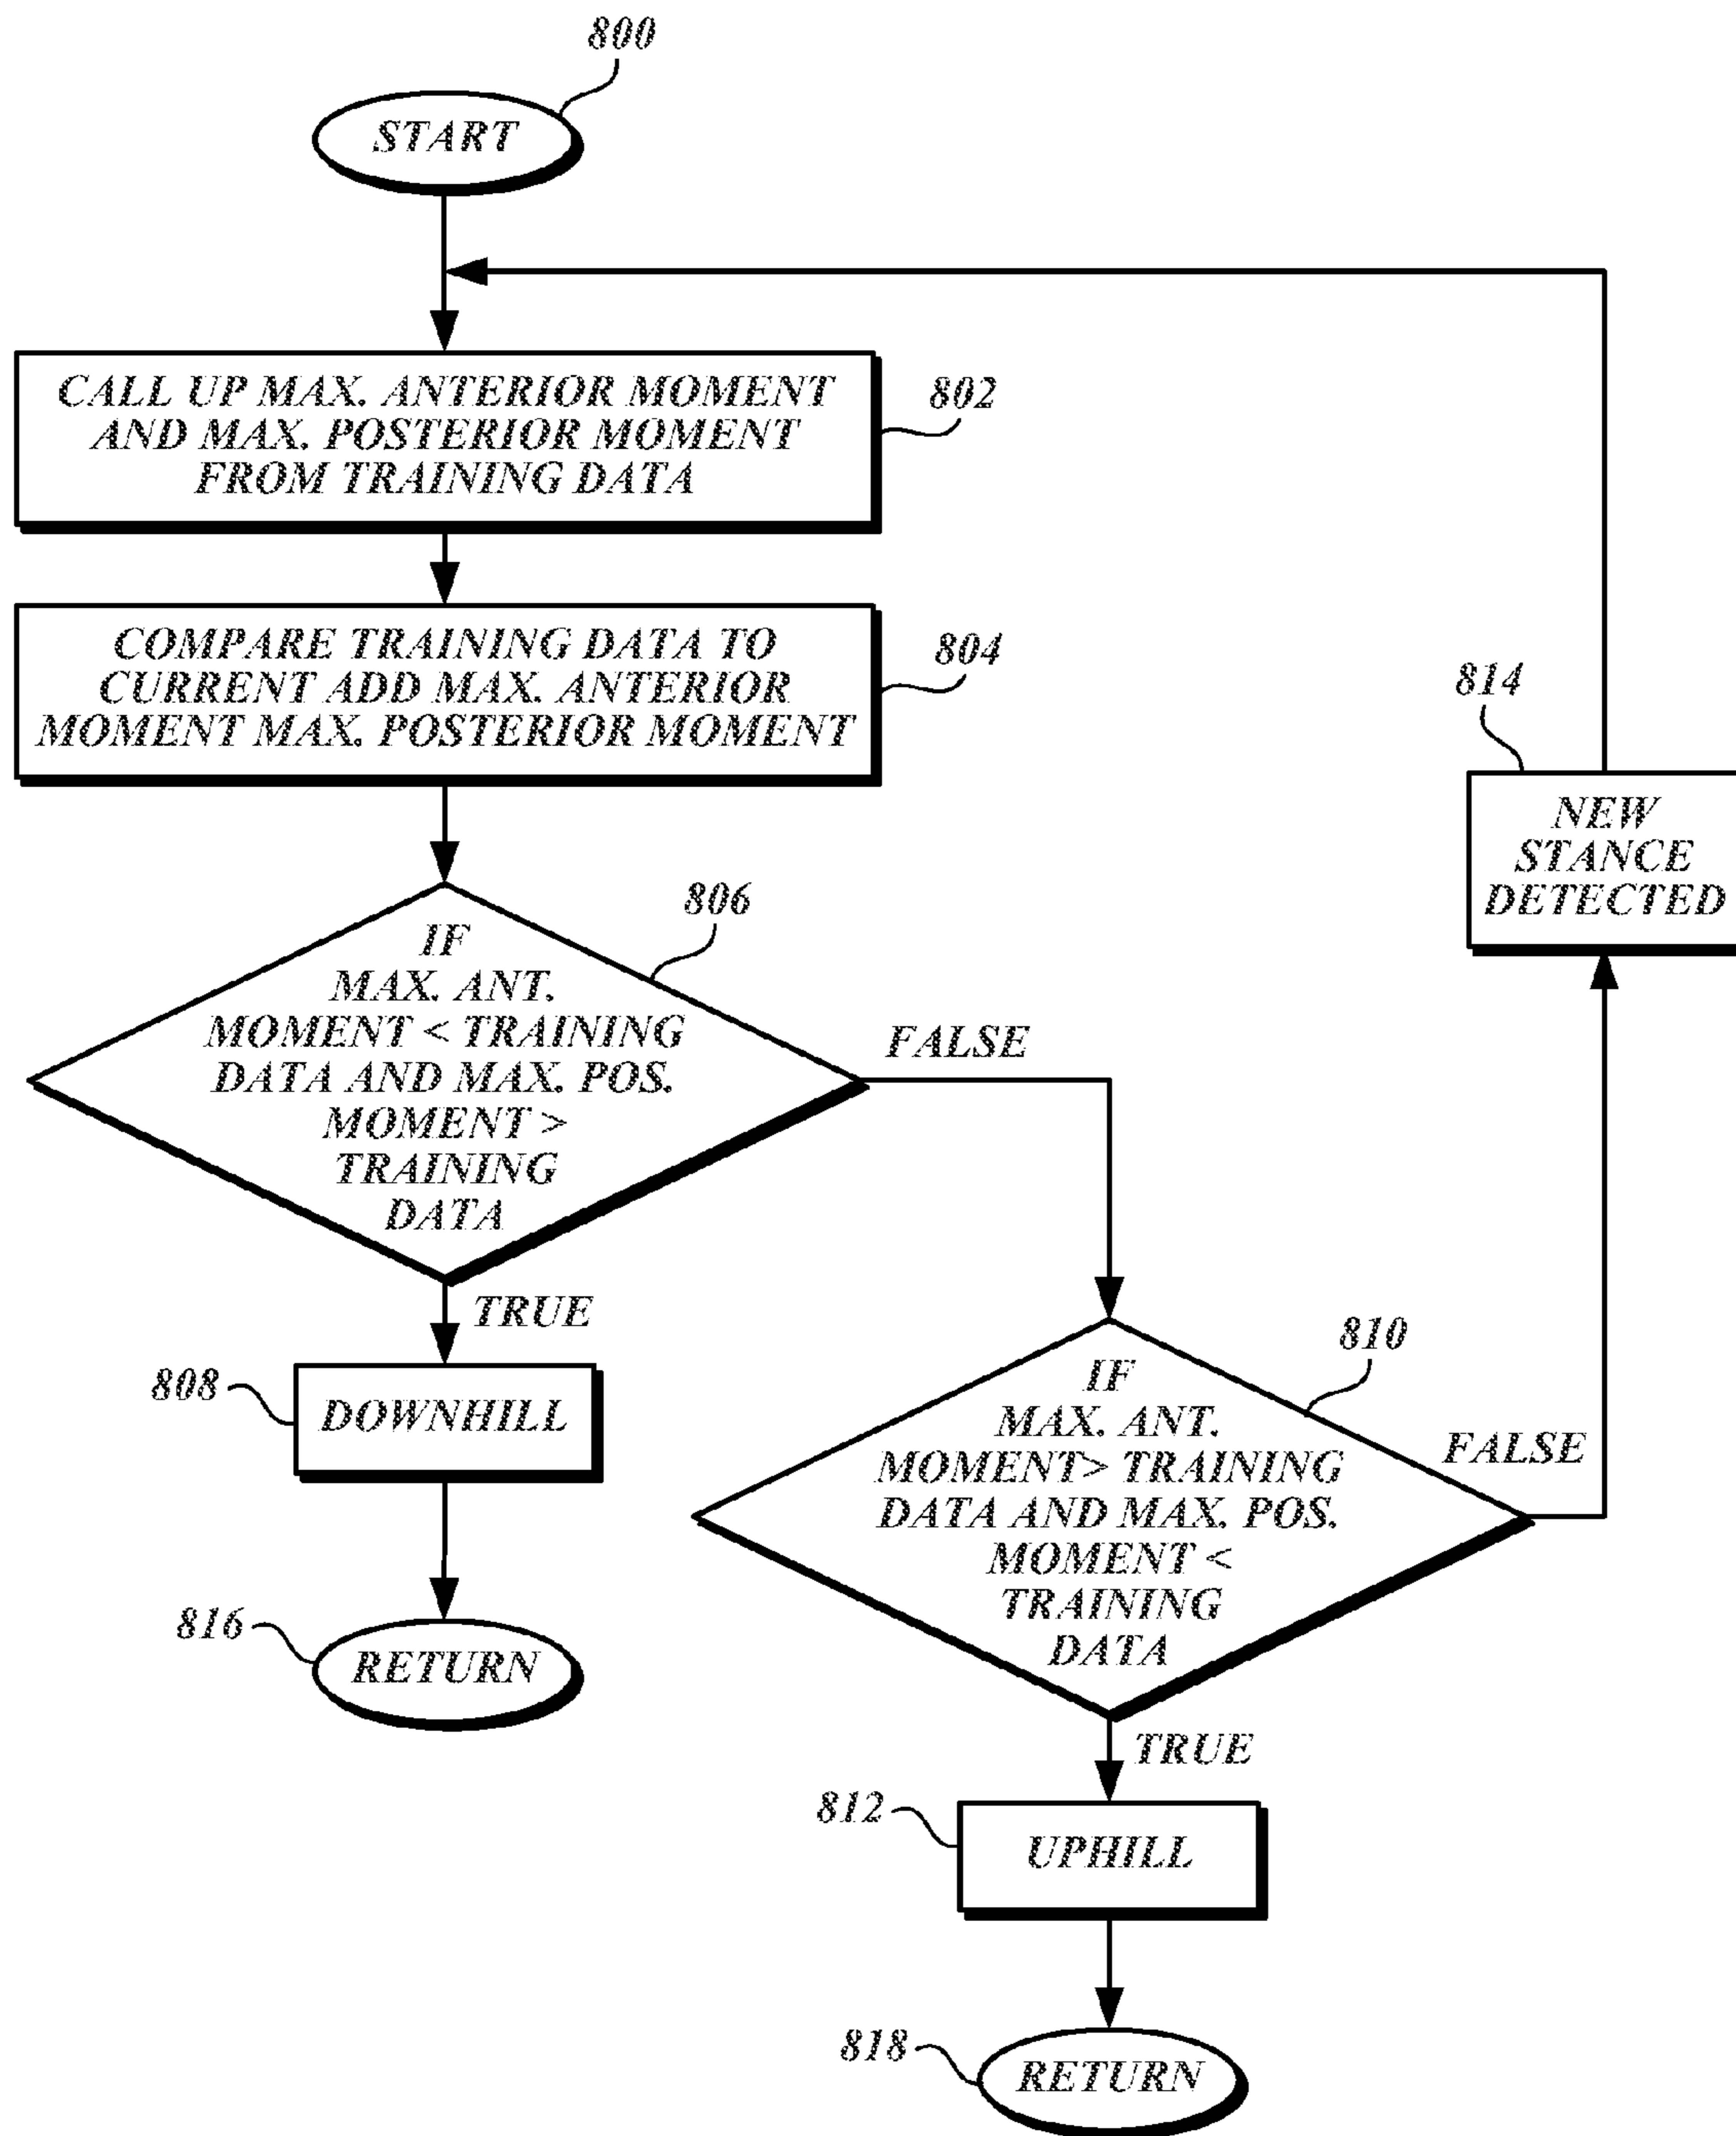 800
START
CALL UP MAX. ANTERIOR MOMENT
AND MAX. POSTERIOR MOMENT
FROM TRAINING DATA
802
COMPARE TRAINING DATA TO
CURRENT ADD MAX. ANTERIOR
MOMENT MAX. POSTERIOR MOMENT
804
814
NEW
STANCE
DETECTED
806
IF
MAX. ANT.
MOMENT < TRAINING
DATA AND MAX. POS.
MOMENT >
TRAINING
DATA
FALSE
TRUE
808
DOWNHILL
816
RETURN
810
IF
MAX. ANT.
MOMENT> TRAINING
DATA AND MAX. POS.
MOMENT <
TRAINING
DATA
FALSE
TRUE
812
UPHILL
818
RETURN